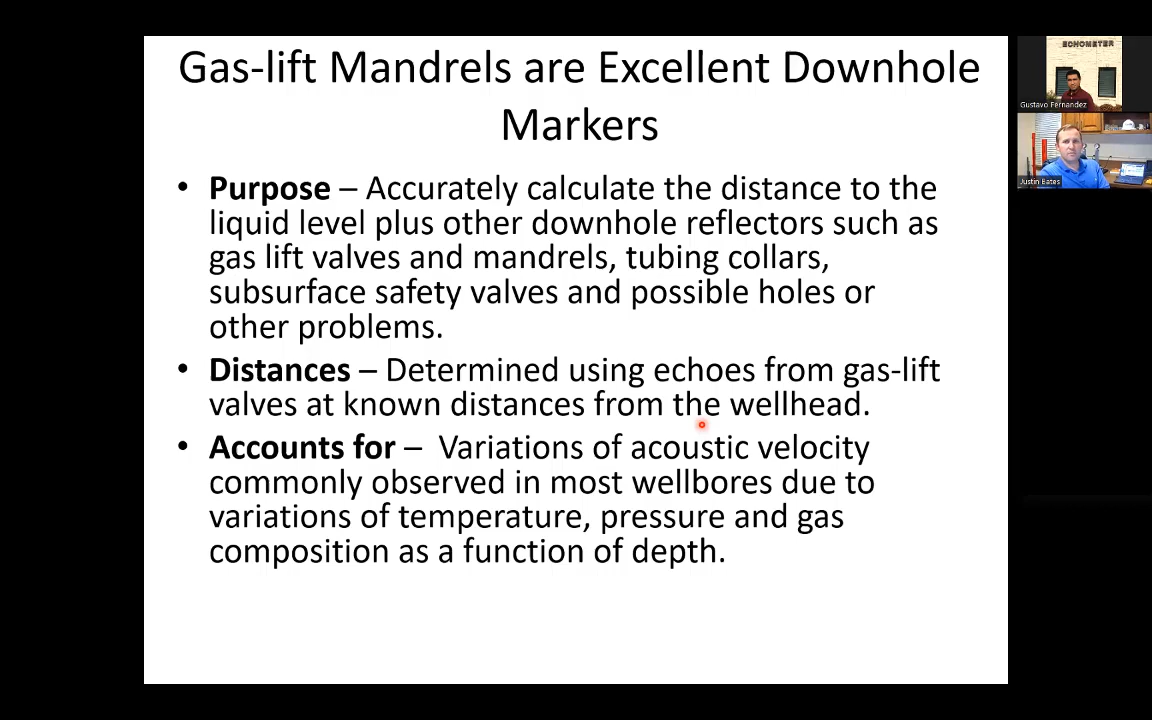 Gas-lift Mandrels are Excellent Downhole
Markers
• Purpose – Accurately calculate the distance to the
liquid level plus other downhole reflectors such as
gas lift valves and mandrels, tubing collars,
subsurface safety valves and possible holes or
other problems.
• Distances – Determined using echoes from gas-lift
valves at known distances from the wellhead.
• Accounts for – Variations of acoustic velocity
commonly observed in most wellbores due to
variations of temperature, pressure and gas
composition as a function of depth.
ECHOMETER
Gustavo Fernandez
Justin Bates